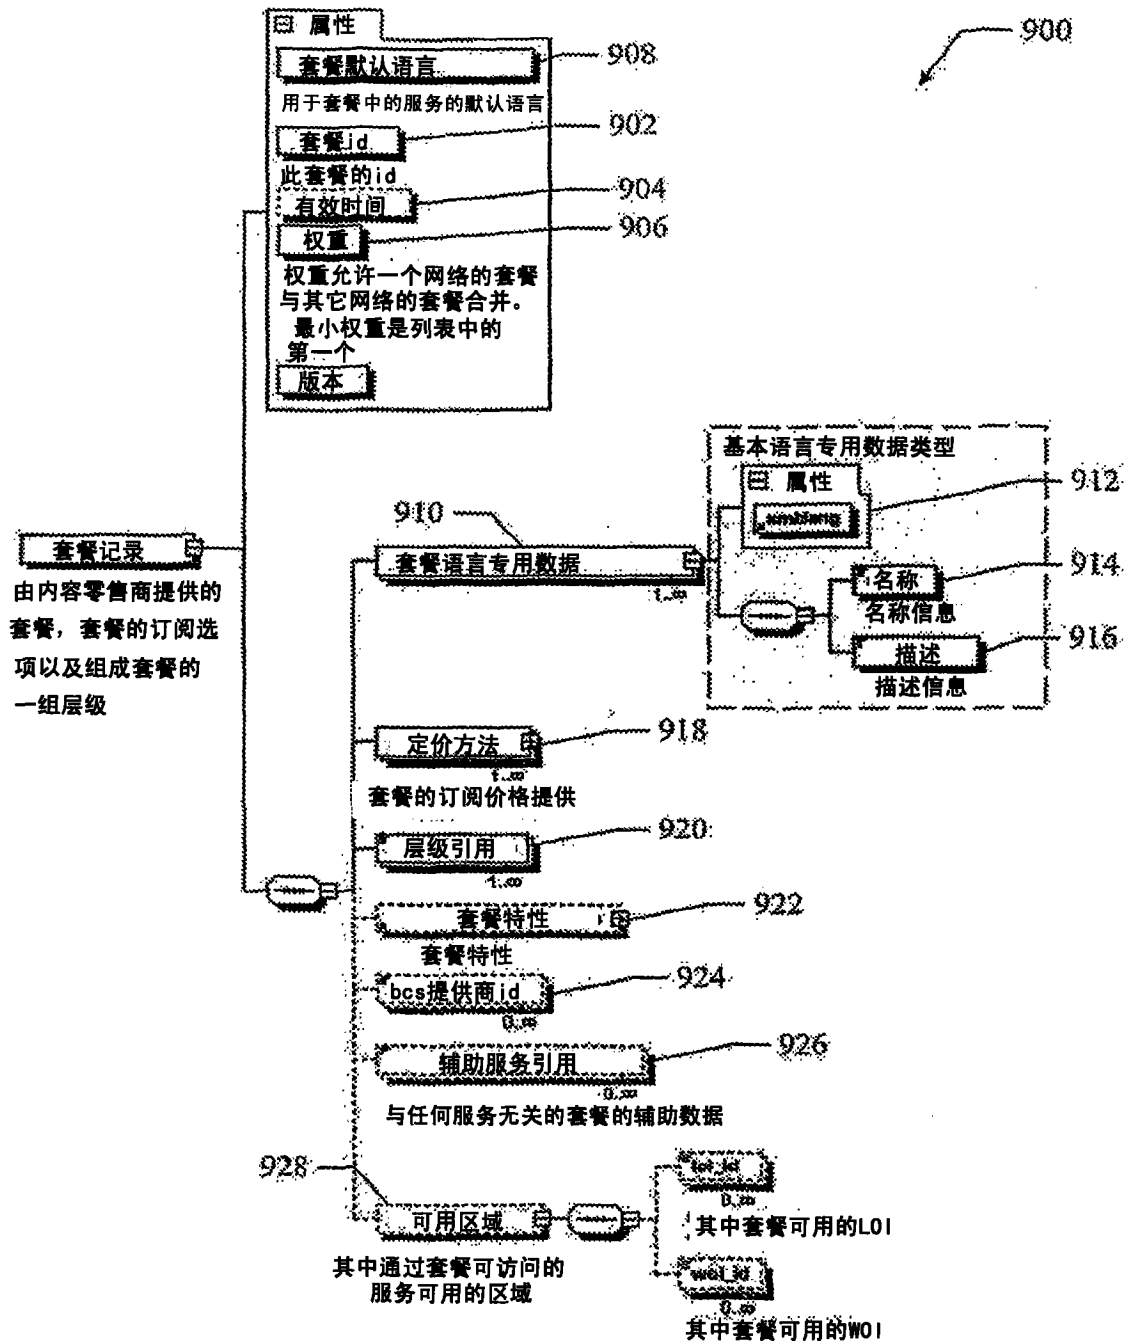 900
属性
套餐默认语言
908
用于套餐中的服务的默认语言
套餐id
902
此套餐的id
有效时间
904
权重
906
权重允许一个网络的套餐
与其它网络的套餐合并。
最小权重是列表中的
第一个
版本
套餐记录
由内容零售商提供的
套餐，套餐的订阅选
项以及组成套餐的
一组层级
910
套餐语言专用数据
1..∞
基本语言专用数据类型
属性
912
名称
914
名称信息
描述
916
描述信息
定价方法
918
1..∞
套餐的订阅价格提供
层级引用
920
1..∞
套餐特性
922
套餐特性
bcs提供商id
924
0..∞
辅助服务引用
926
0..∞
与任何服务无关的套餐的辅助数据
928
可用区域
其中通过套餐可访问的
服务可用的区域
0..∞
其中套餐可用的LOI
woi_id
0..∞
其中套餐可用的WOI